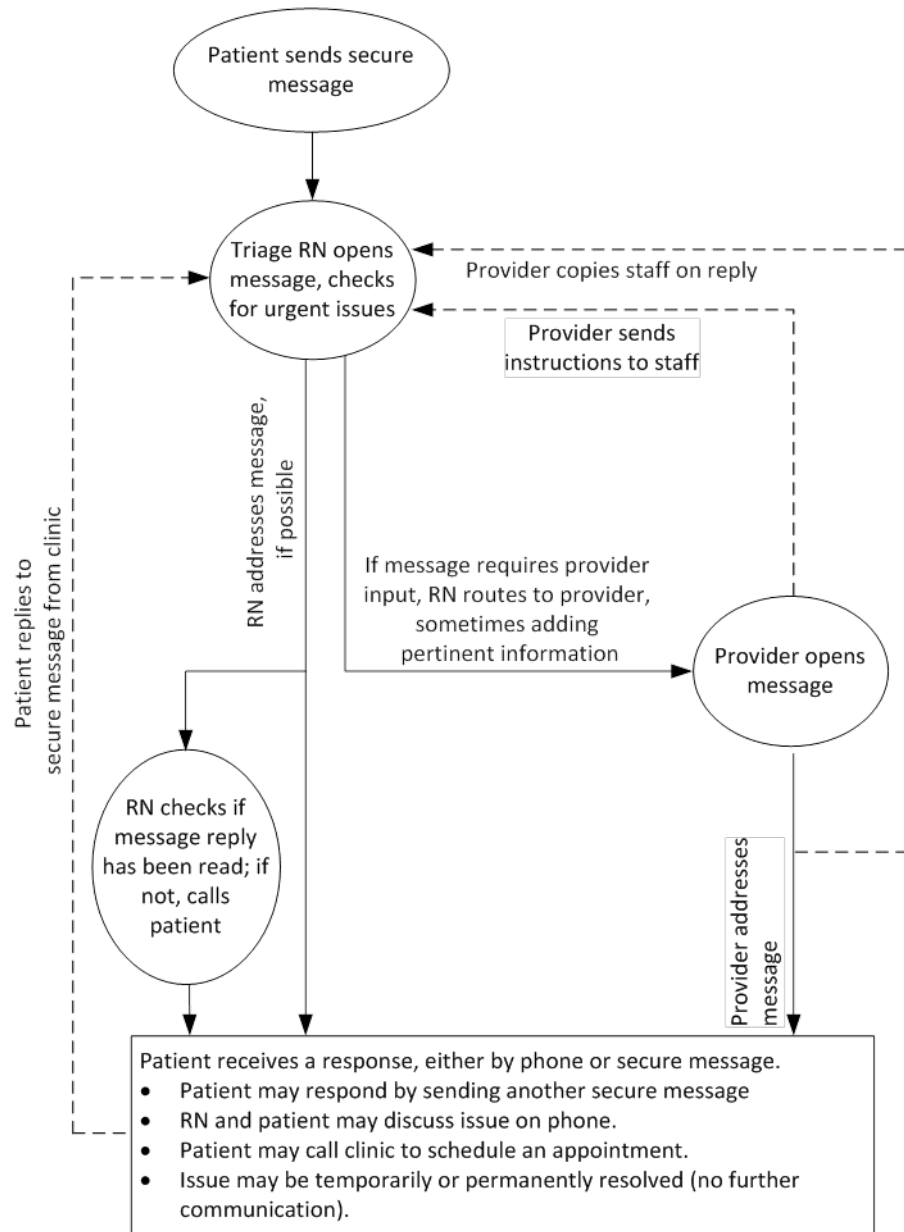 Patient sends secure
message
Triage RN opens
message, checks
for urgent issues
Provider copies staff on reply
Provider sends
instructions to staff
RN addresses message,
if possible
Patient replies to
secure message from clinic
If message requires provider
input, RN routes to provider,
sometimes adding
pertinent information
Provider opens
message
RN checks if
message reply
has been read; if
not, calls
patient
Provider addresses
message
Patient receives a response, either by phone or secure message.
• Patient may respond by sending another secure message
• RN and patient may discuss issue on phone.
• Patient may call clinic to schedule an appointment.
• Issue may be temporarily or permanently resolved (no further
communication).